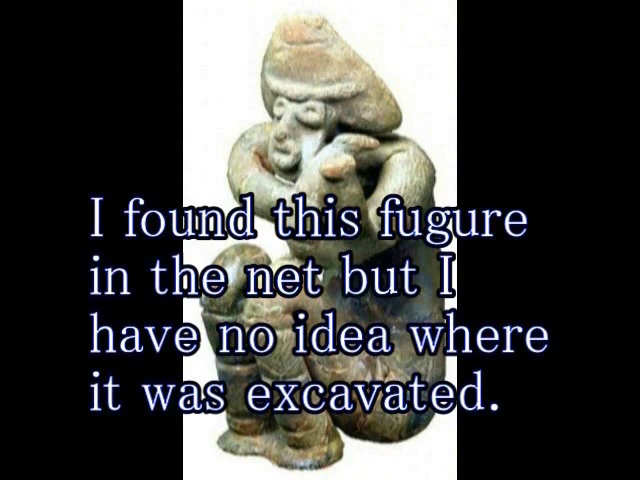 I found this fugure
in the net but I
have no idea where
it was excavated.